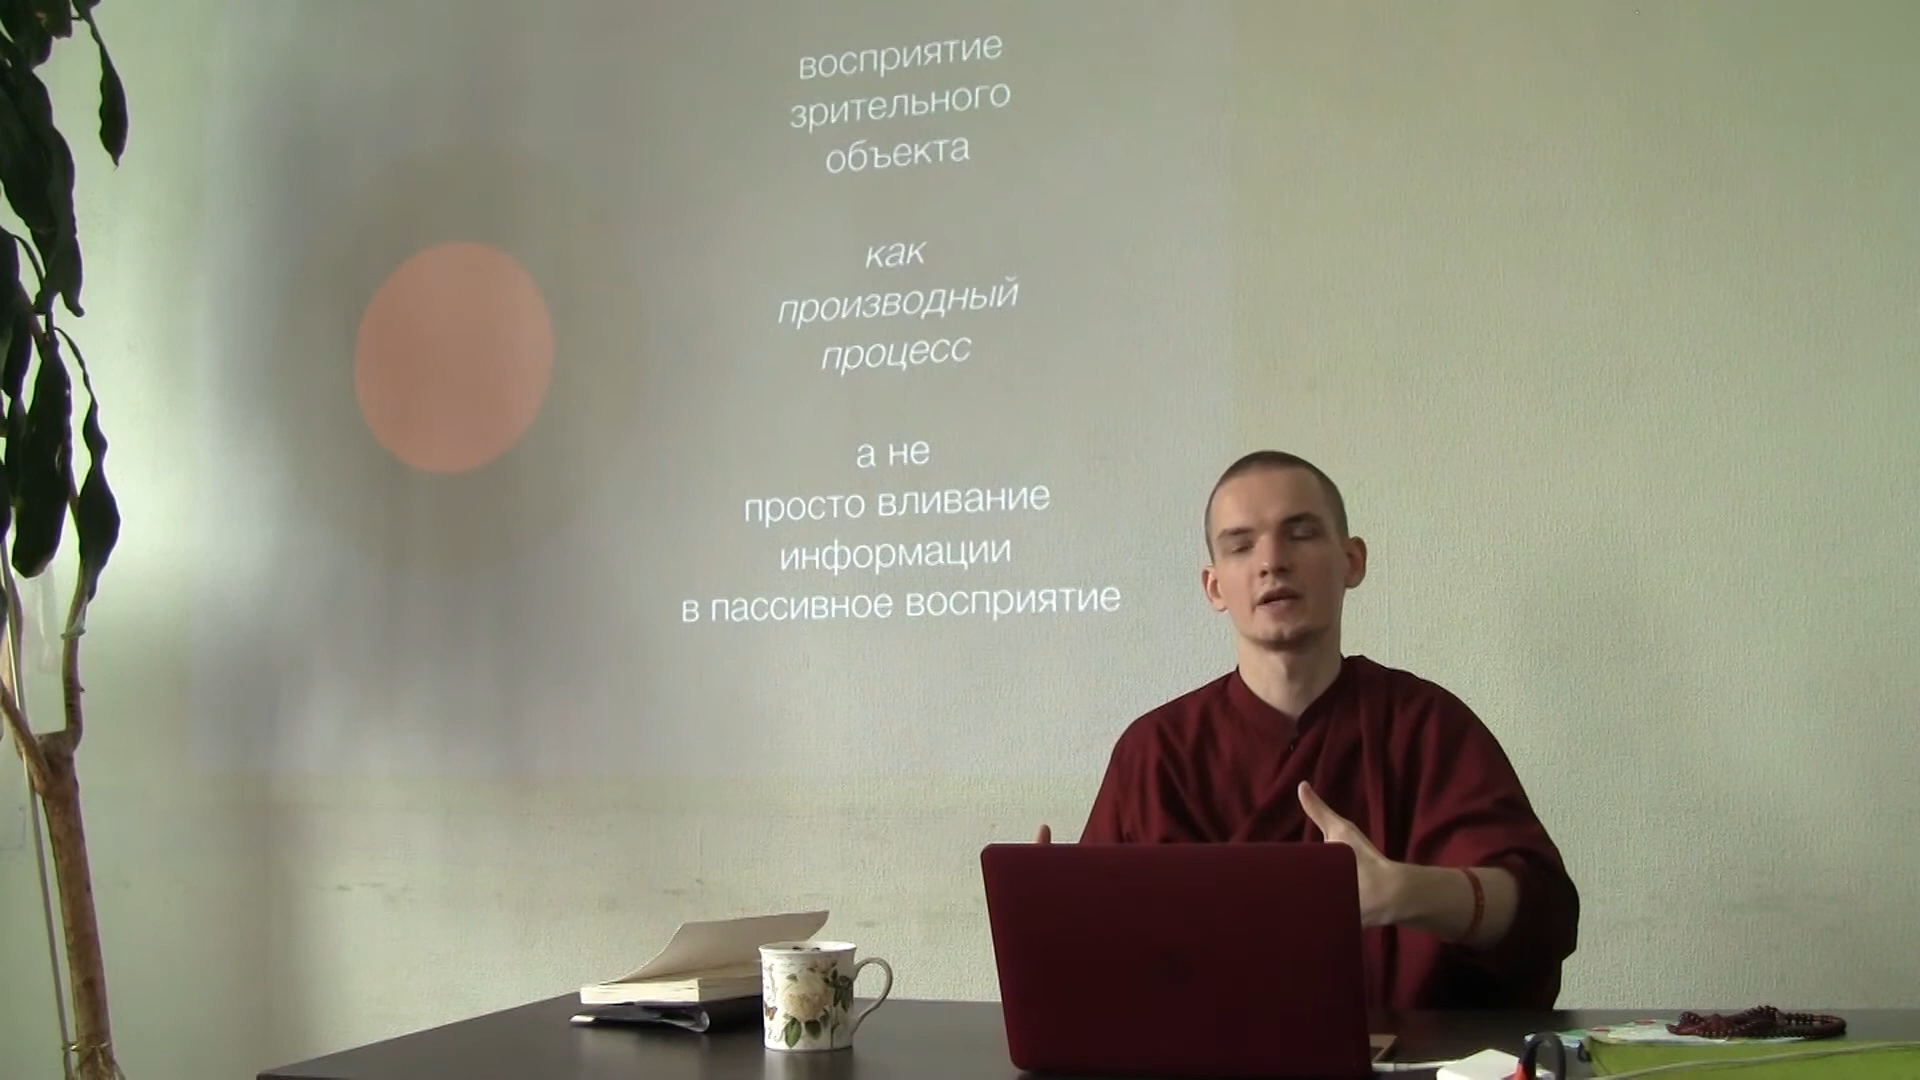 восприятие
зрительного
объекта
как
производный
процесс
а не
просто вливание
информации
в пассивное восприятие